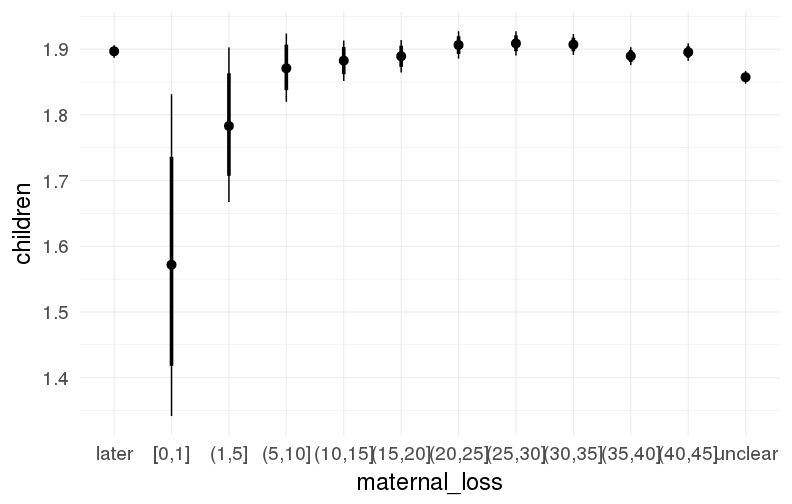 1.9
1.8
1.7
1.6
1.5
1.4
children
later [0,1] (1,5] (5,10] (10,15] (15,20] (20,25] (25,30] (30,35] (35,40] (40,45] unclear
maternal_loss